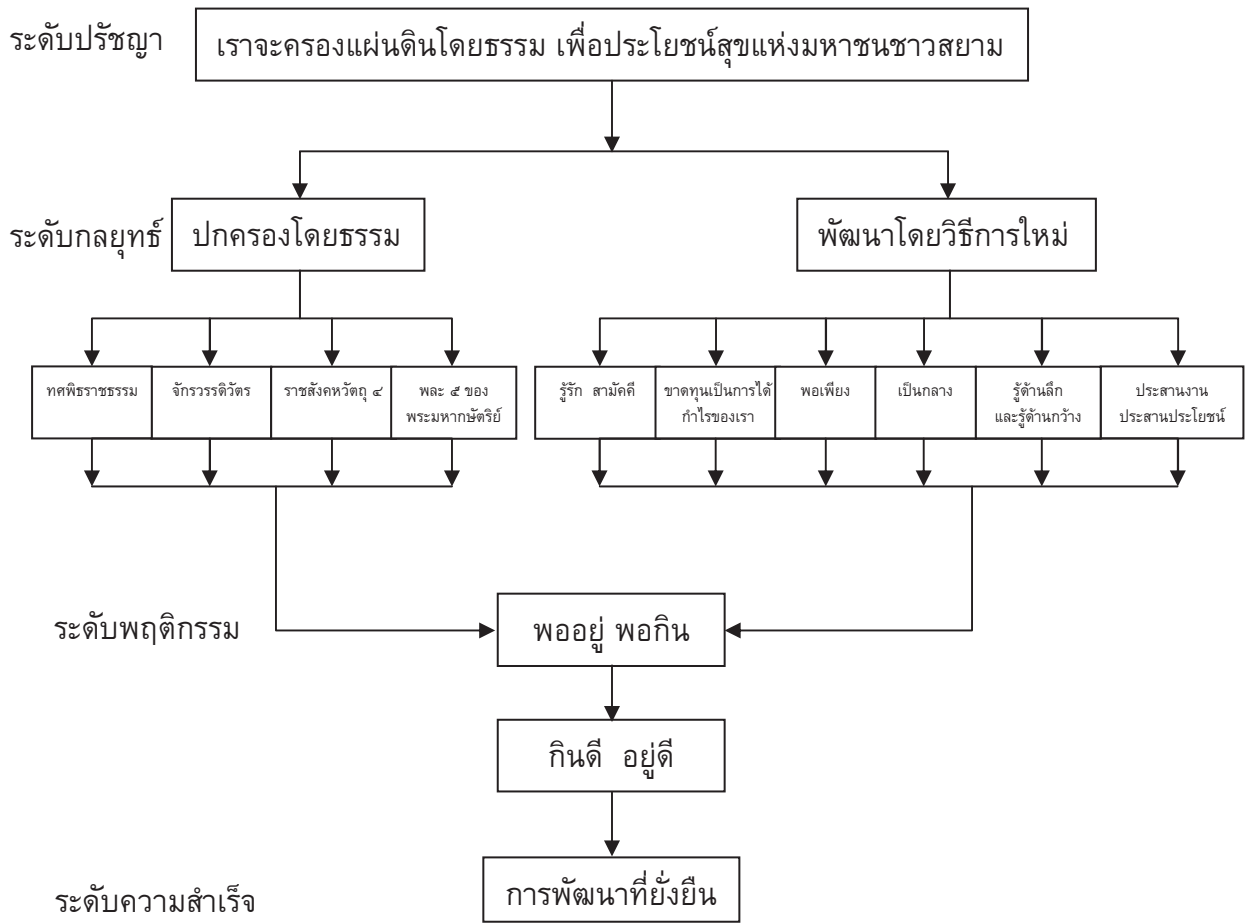 ระดับปรัชญา
เราจะครองแผ่นดินโดยธรรม เพื่อประโยชน์สุขแห่งมหาชนชาวสยาม
ระดับกลยุทธ์
ปกครองโดยธรรม
พัฒนาโดยวิธีการใหม่
ทศพิธราชธรรม
จักรวรรดิวัตร
ราชสังคหวัตถุ ๔
พละ ๕ ของ
พระมหากษัตริย์
รู้รัก สามัคคี
ขาดทุนเป็นการได้
กำไรของเรา
พอเพียง
เป็นกลาง
รู้ด้านลึก
และรู้ด้านกว้าง
ประสานงาน
ประสานประโยชน์
ระดับพฤติกรรม
พออยู่ พอกิน
กินดี อยู่ดี
การพัฒนาที่ยั่งยืน
ระดับความสำเร็จ